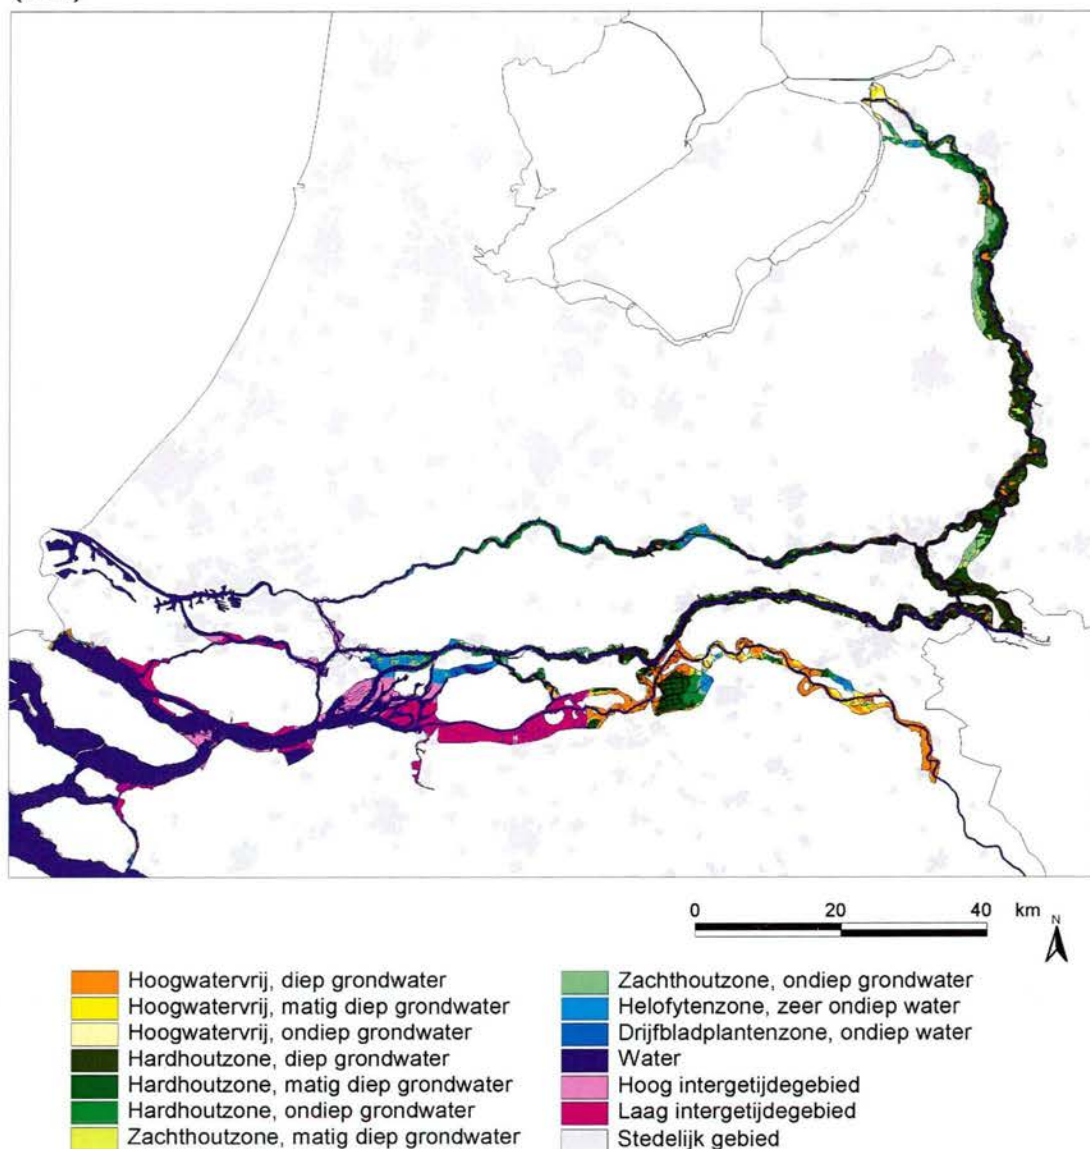 0 20 40 km
N
Hoogwatervrij, diep grondwater
Hoogwatervrij, matig diep grondwater
Hoogwatervrij, ondiep grondwater
Hardhoutzone, diep grondwater
Hardhoutzone, matig diep grondwater
Hardhoutzone, ondiep grondwater
Zachthoutzone, matig diep grondwater
Zachthoutzone, ondiep grondwater
Helofytenzone, zeer ondiep water
Drijfbladplantenzone, ondiep water
Water
Hoog intergetijdegebied
Laag intergetijdegebied
Stedelijk gebied